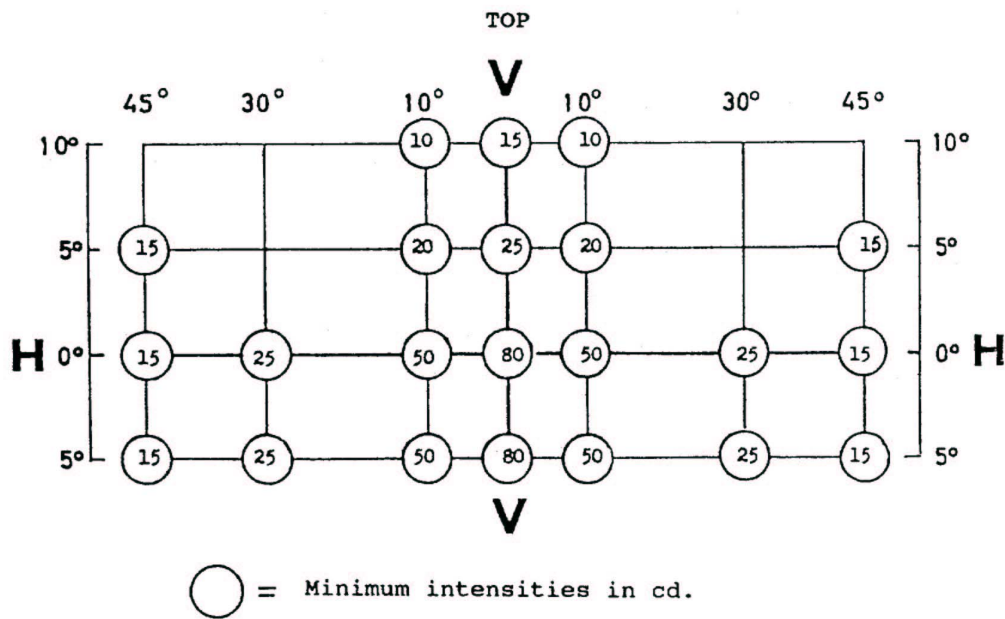 TOP
V
45° 30° 10° 10° 30° 45°
10° 10 15 10 10°
5° 15 20 25 20 15 5°
H 0° 15 25 50 80 50 25 15 0° H
5° 15 25 50 80 50 25 15 5°
V
= Minimum intensities in cd.